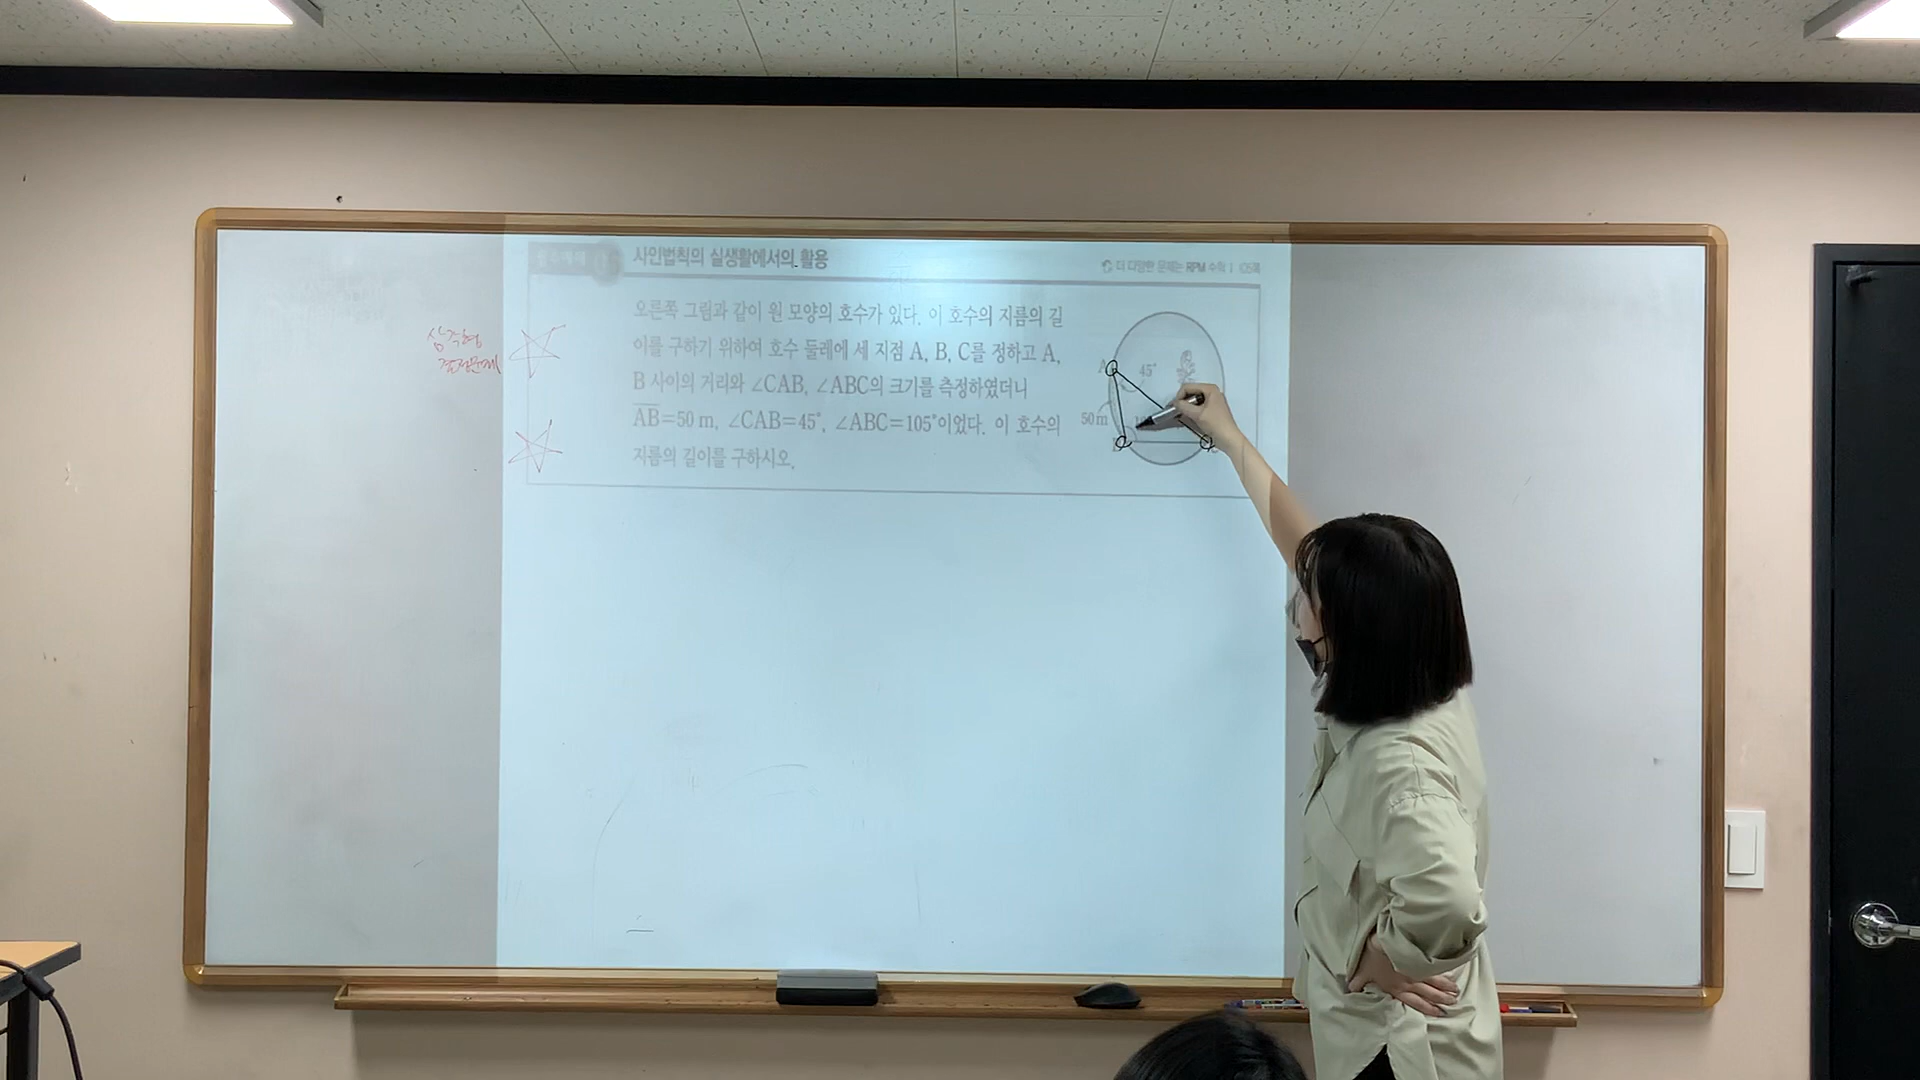 사인법칙의 실생활에서의 활용
더 다양한 문제는 RPM 수학 I 105쪽
오른쪽 그림과 같이 원 모양의 호수가 있다. 이 호수의 지름의 길
이를 구하기 위하여 호수 둘레에 세 지점 A, B, C를 정하고 A,
B 사이의 거리와 ∠CAB, ∠ABC의 크기를 측정하였더니
AB=50 m, ∠CAB=45°, ∠ABC=105°이었다. 이 호수의
지름의 길이를 구하시오.
A
45°
50 m
삼각형
결정문제